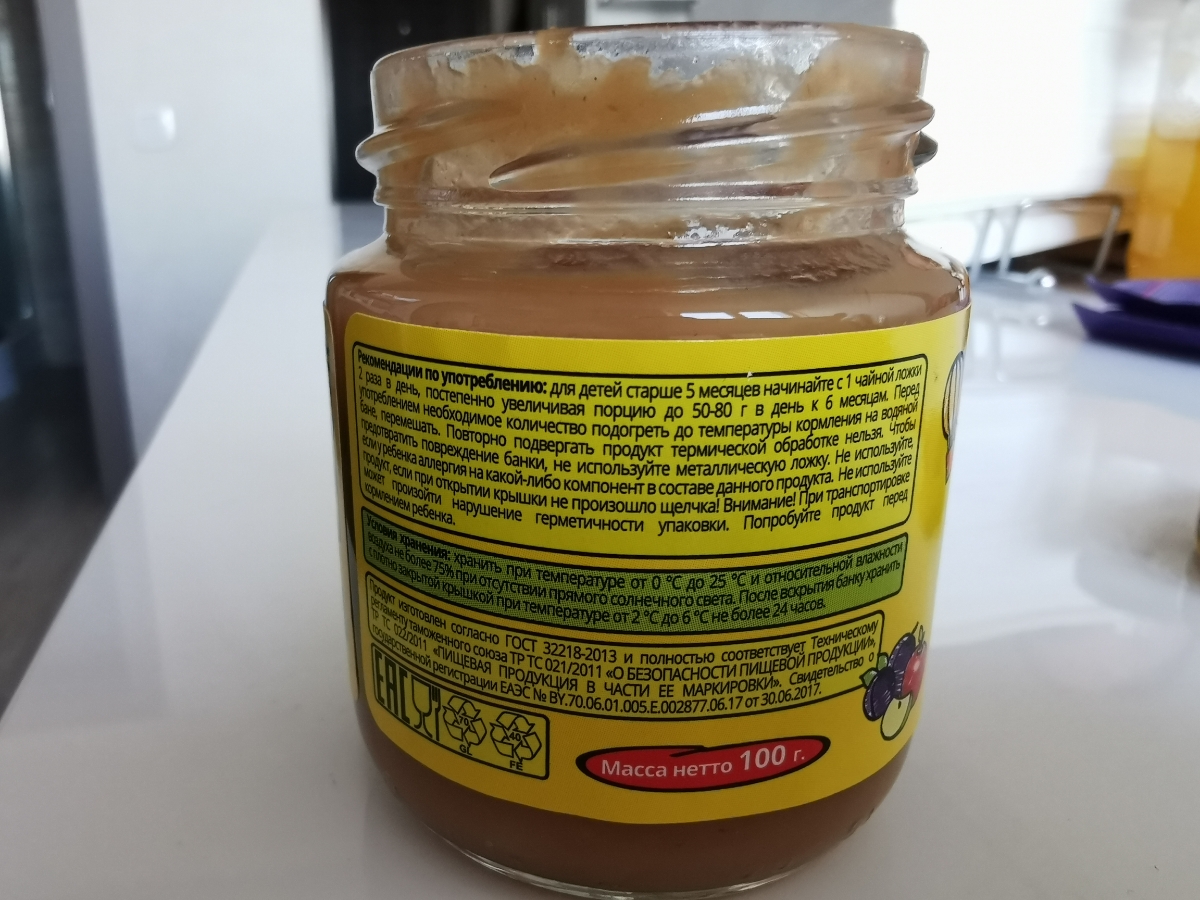 Рекомендации по употреблению: для детей старше 5 месяцев начинайте с 1 чайной ложки
2 раза в день, постепенно увеличивая порцию до 50-80 г в день к 6 месяцам. Перед
употреблением необходимое количество подогреть до температуры кормления на водяной
бане, перемешать. Повторно подвергать продукт термической обработке нельзя. Чтобы
предотвратить повреждение банки, не используйте металлическую ложку. Не используйте,
если у ребенка аллергия на какой-либо компонент в составе данного продукта. Не используйте
продукт, если при открытии крышки не произошло щелчка! Внимание! При транспортировке
может произойти нарушение герметичности упаковки. Попробуйте продукт перед
кормлением ребенка.
Условия хранения: хранить при температуре от 0 °С до 25 °С и относительной влажности
воздуха не более 75% при отсутствии прямого солнечного света. После вскрытия банку хранить
с плотно закрытой крышкой при температуре от 2 °С до 6 °С не более 24 часов.
Продукт изготовлен согласно ГОСТ 32218-2013 и полностью соответствует Техническому
регламенту таможенного союза ТР ТС 021/2011 «О БЕЗОПАСНОСТИ ПИЩЕВОЙ ПРОДУКЦИИ»,
ТР ТС 022/2011 «ПИЩЕВАЯ ПРОДУКЦИЯ В ЧАСТИ ЕЕ МАРКИРОВКИ». Свидетельство о
государственной регистрации ЕАЭС № BY.70.06.01.005.Е.002877.06.17 от 30.06.2017.
EAC
70
GL
40
FE
Масса нетто 100 г.